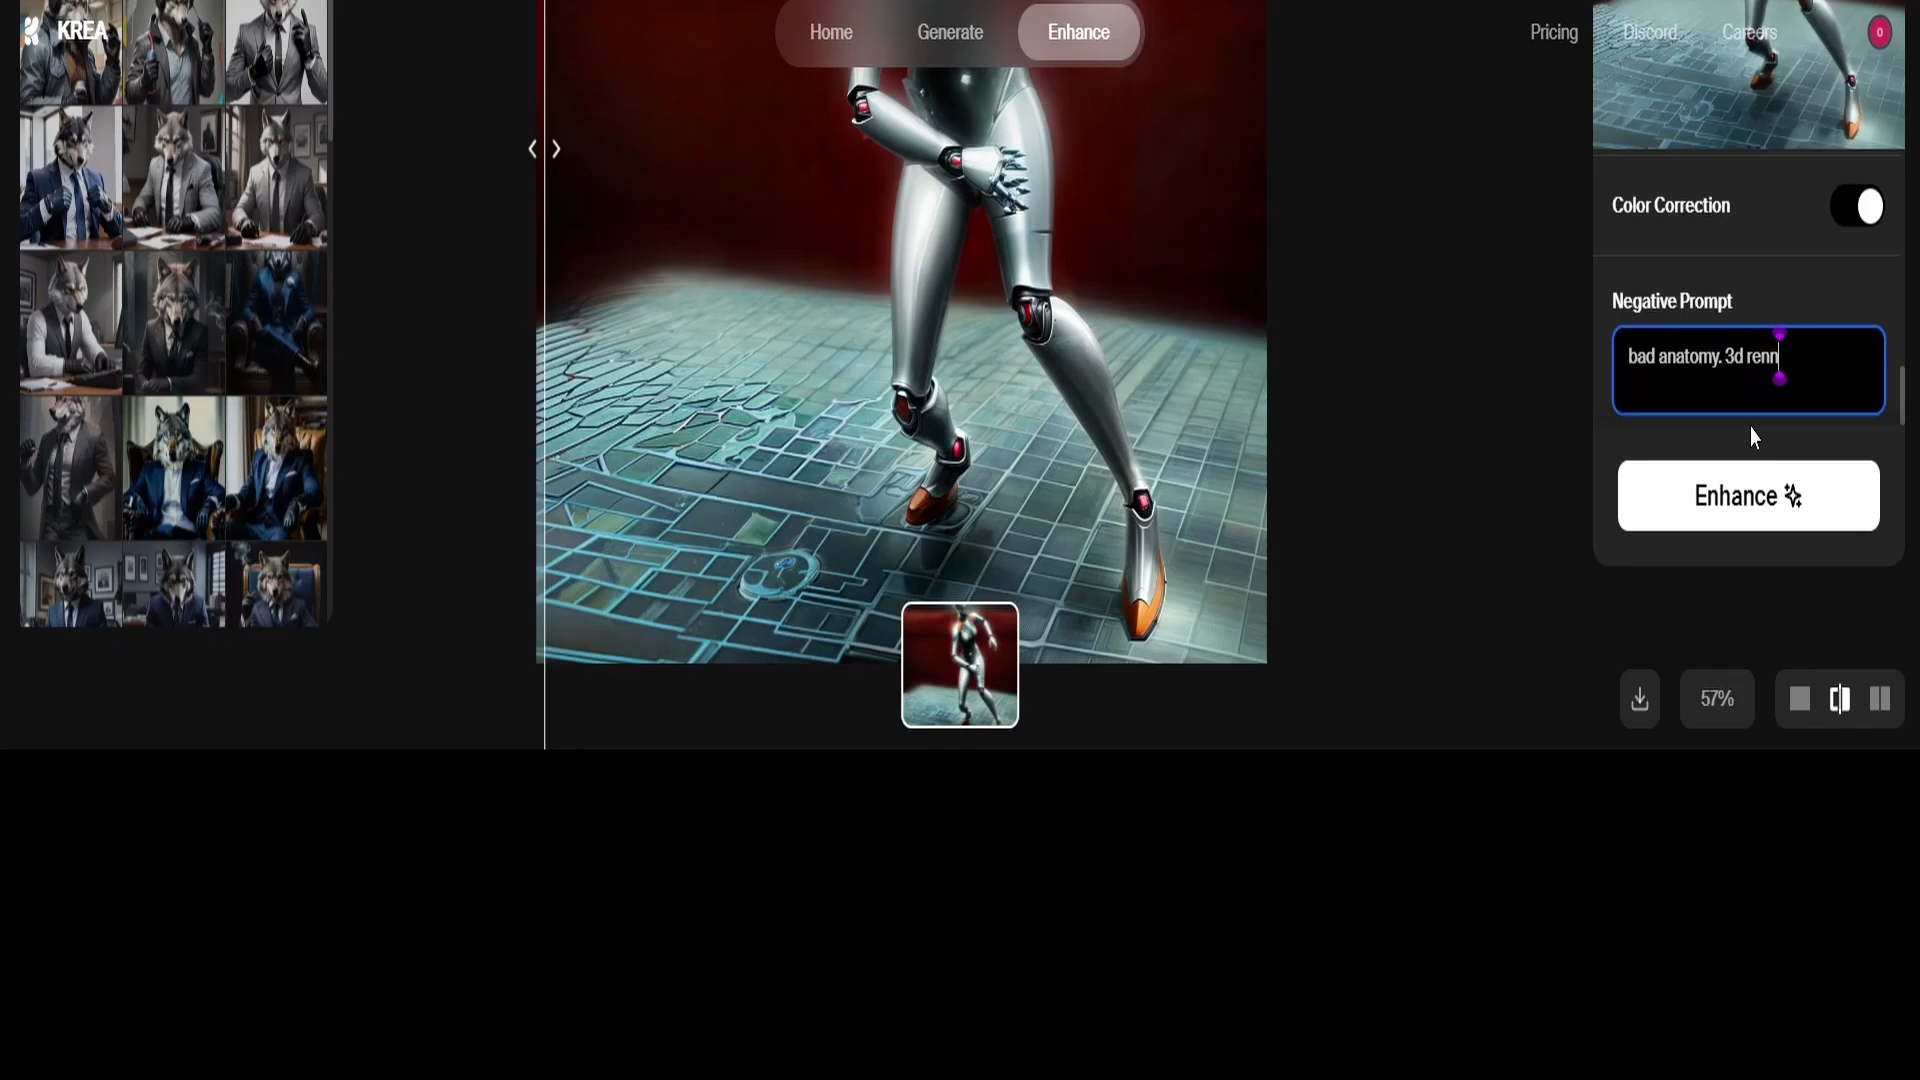 KREA
Home
Generate
Enhance
Pricing
Discord
Careers
0
Color Correction
Negative Prompt
bad anatomy. 3d renn
Enhance
57%